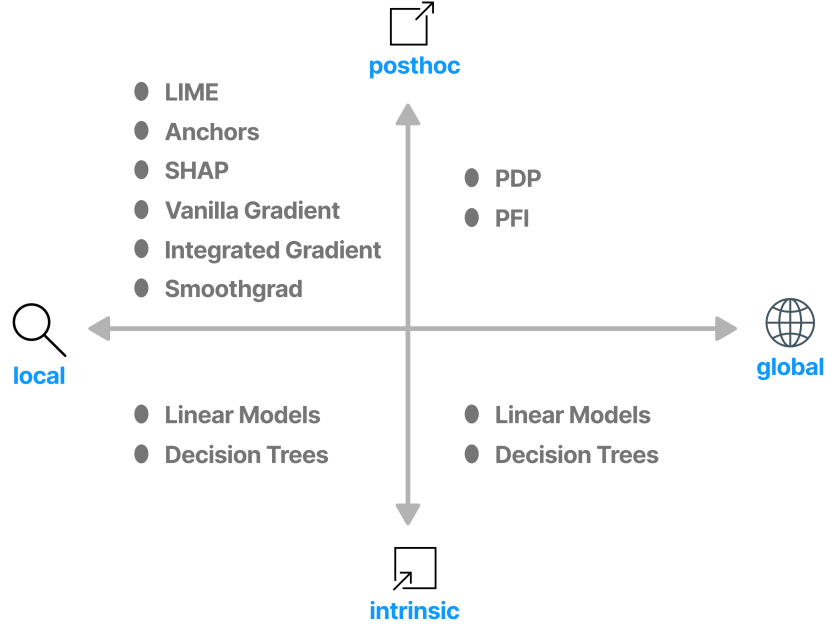 posthoc
LIME
Anchors
SHAP
Vanilla Gradient
Integrated Gradient
Smoothgrad
PDP
PFI
local
global
Linear Models
Decision Trees
Linear Models
Decision Trees
intrinsic